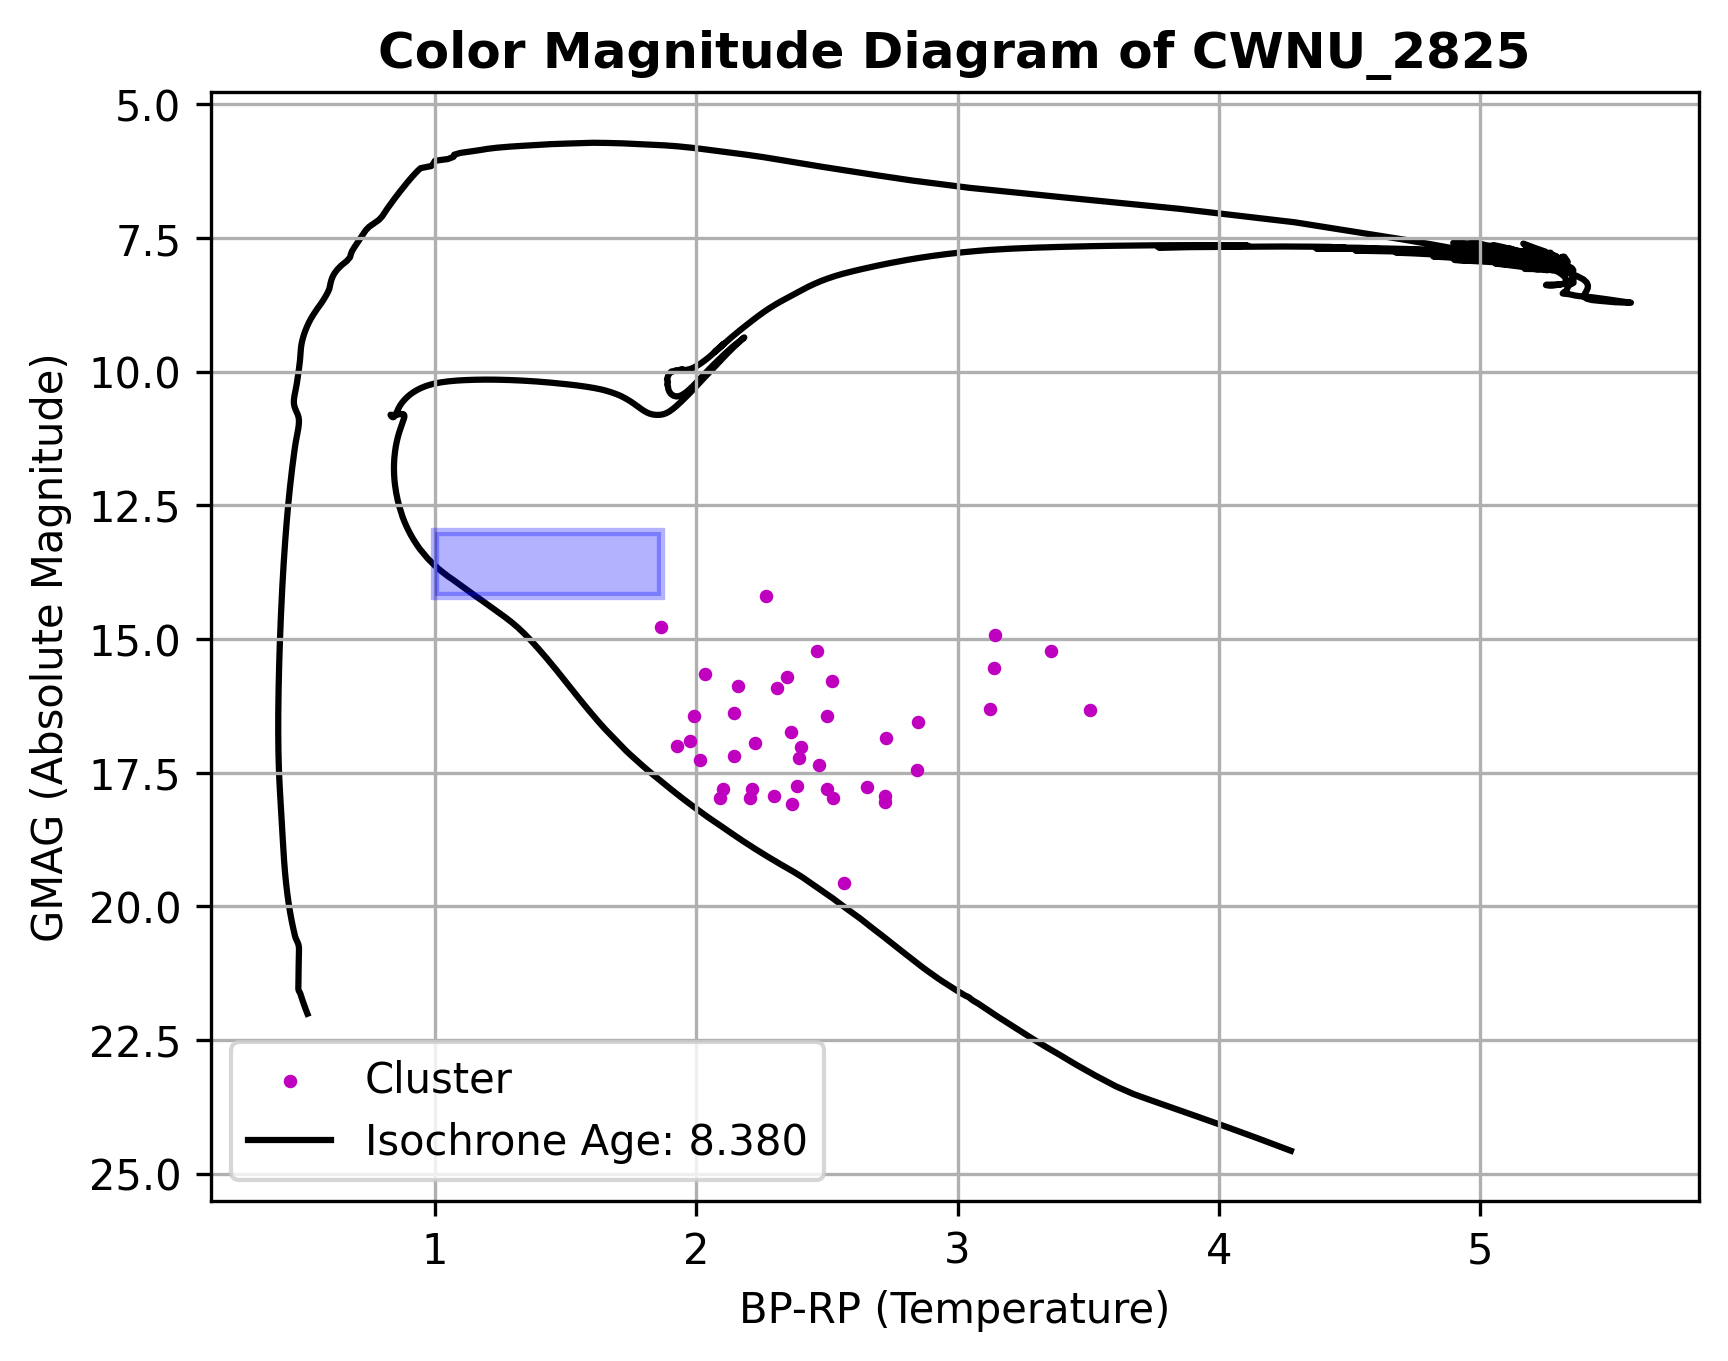 Color Magnitude Diagram of CWNU_2825
GMAG (Absolute Magnitude)
5.0
7.5
10.0
12.5
15.0
17.5
20.0
22.5
25.0
Cluster
Isochrone Age: 8.380
1 2 3 4 5
BP-RP (Temperature)